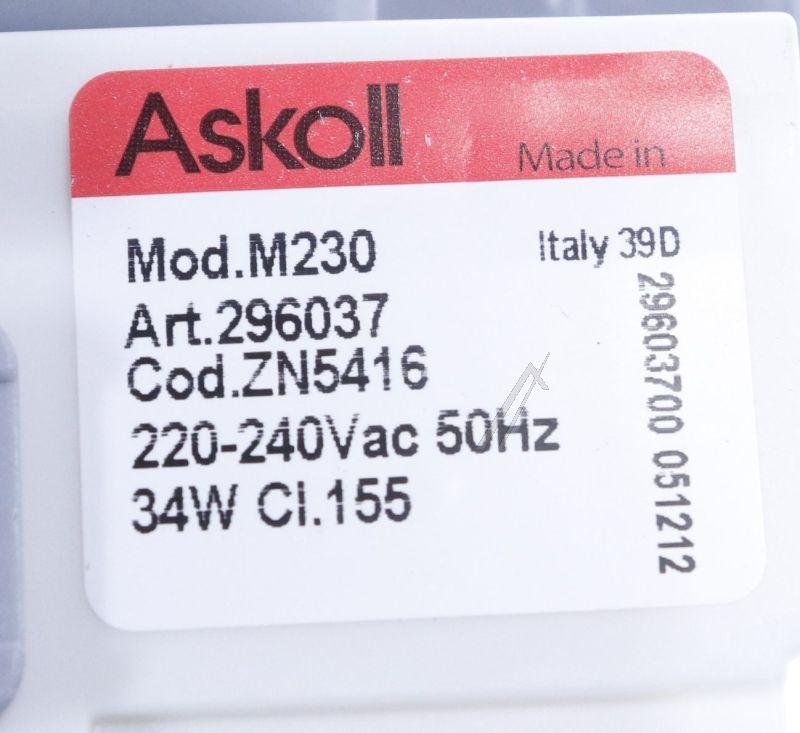 Askoll
Made in
Italy 39D
Mod.M230
Art.296037
Cod.ZN5416
220-240Vac 50Hz
34W Cl.155
29603700 051212